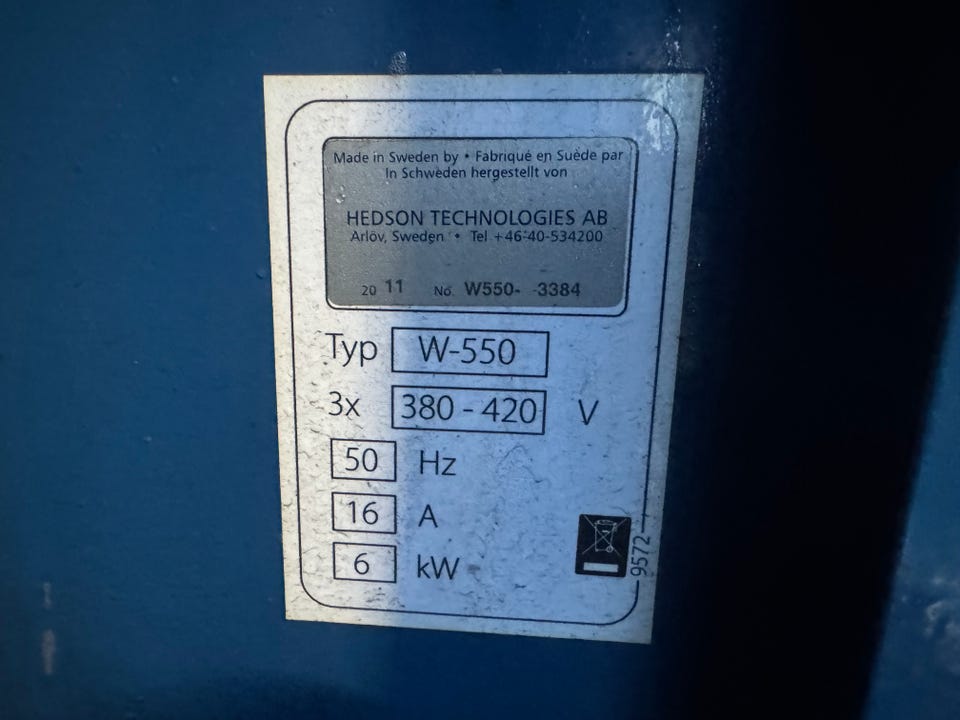 Made in Sweden by • Fabriqué en Suède par
In Schweden hergestellt von
HEDSON TECHNOLOGIES AB
Arlöv, Sweden • Tel +46-40-534200
20 11 No. W550- -3384
Typ W-550
3x 380 - 420 V
50 Hz
16 A
6 kW
9572